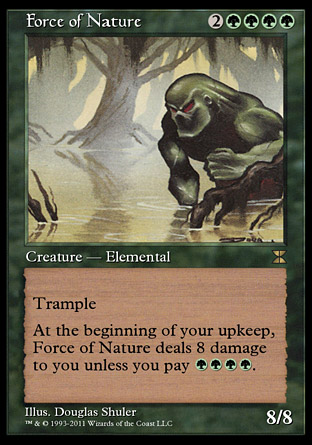 Force of Nature 2
Creature — Elemental
Trample
At the beginning of your upkeep,
Force of Nature deals 8 damage
to you unless you pay .
Illus. Douglas Shuler
™ & © 1993-2011 Wizards of the Coast LLC
8/8